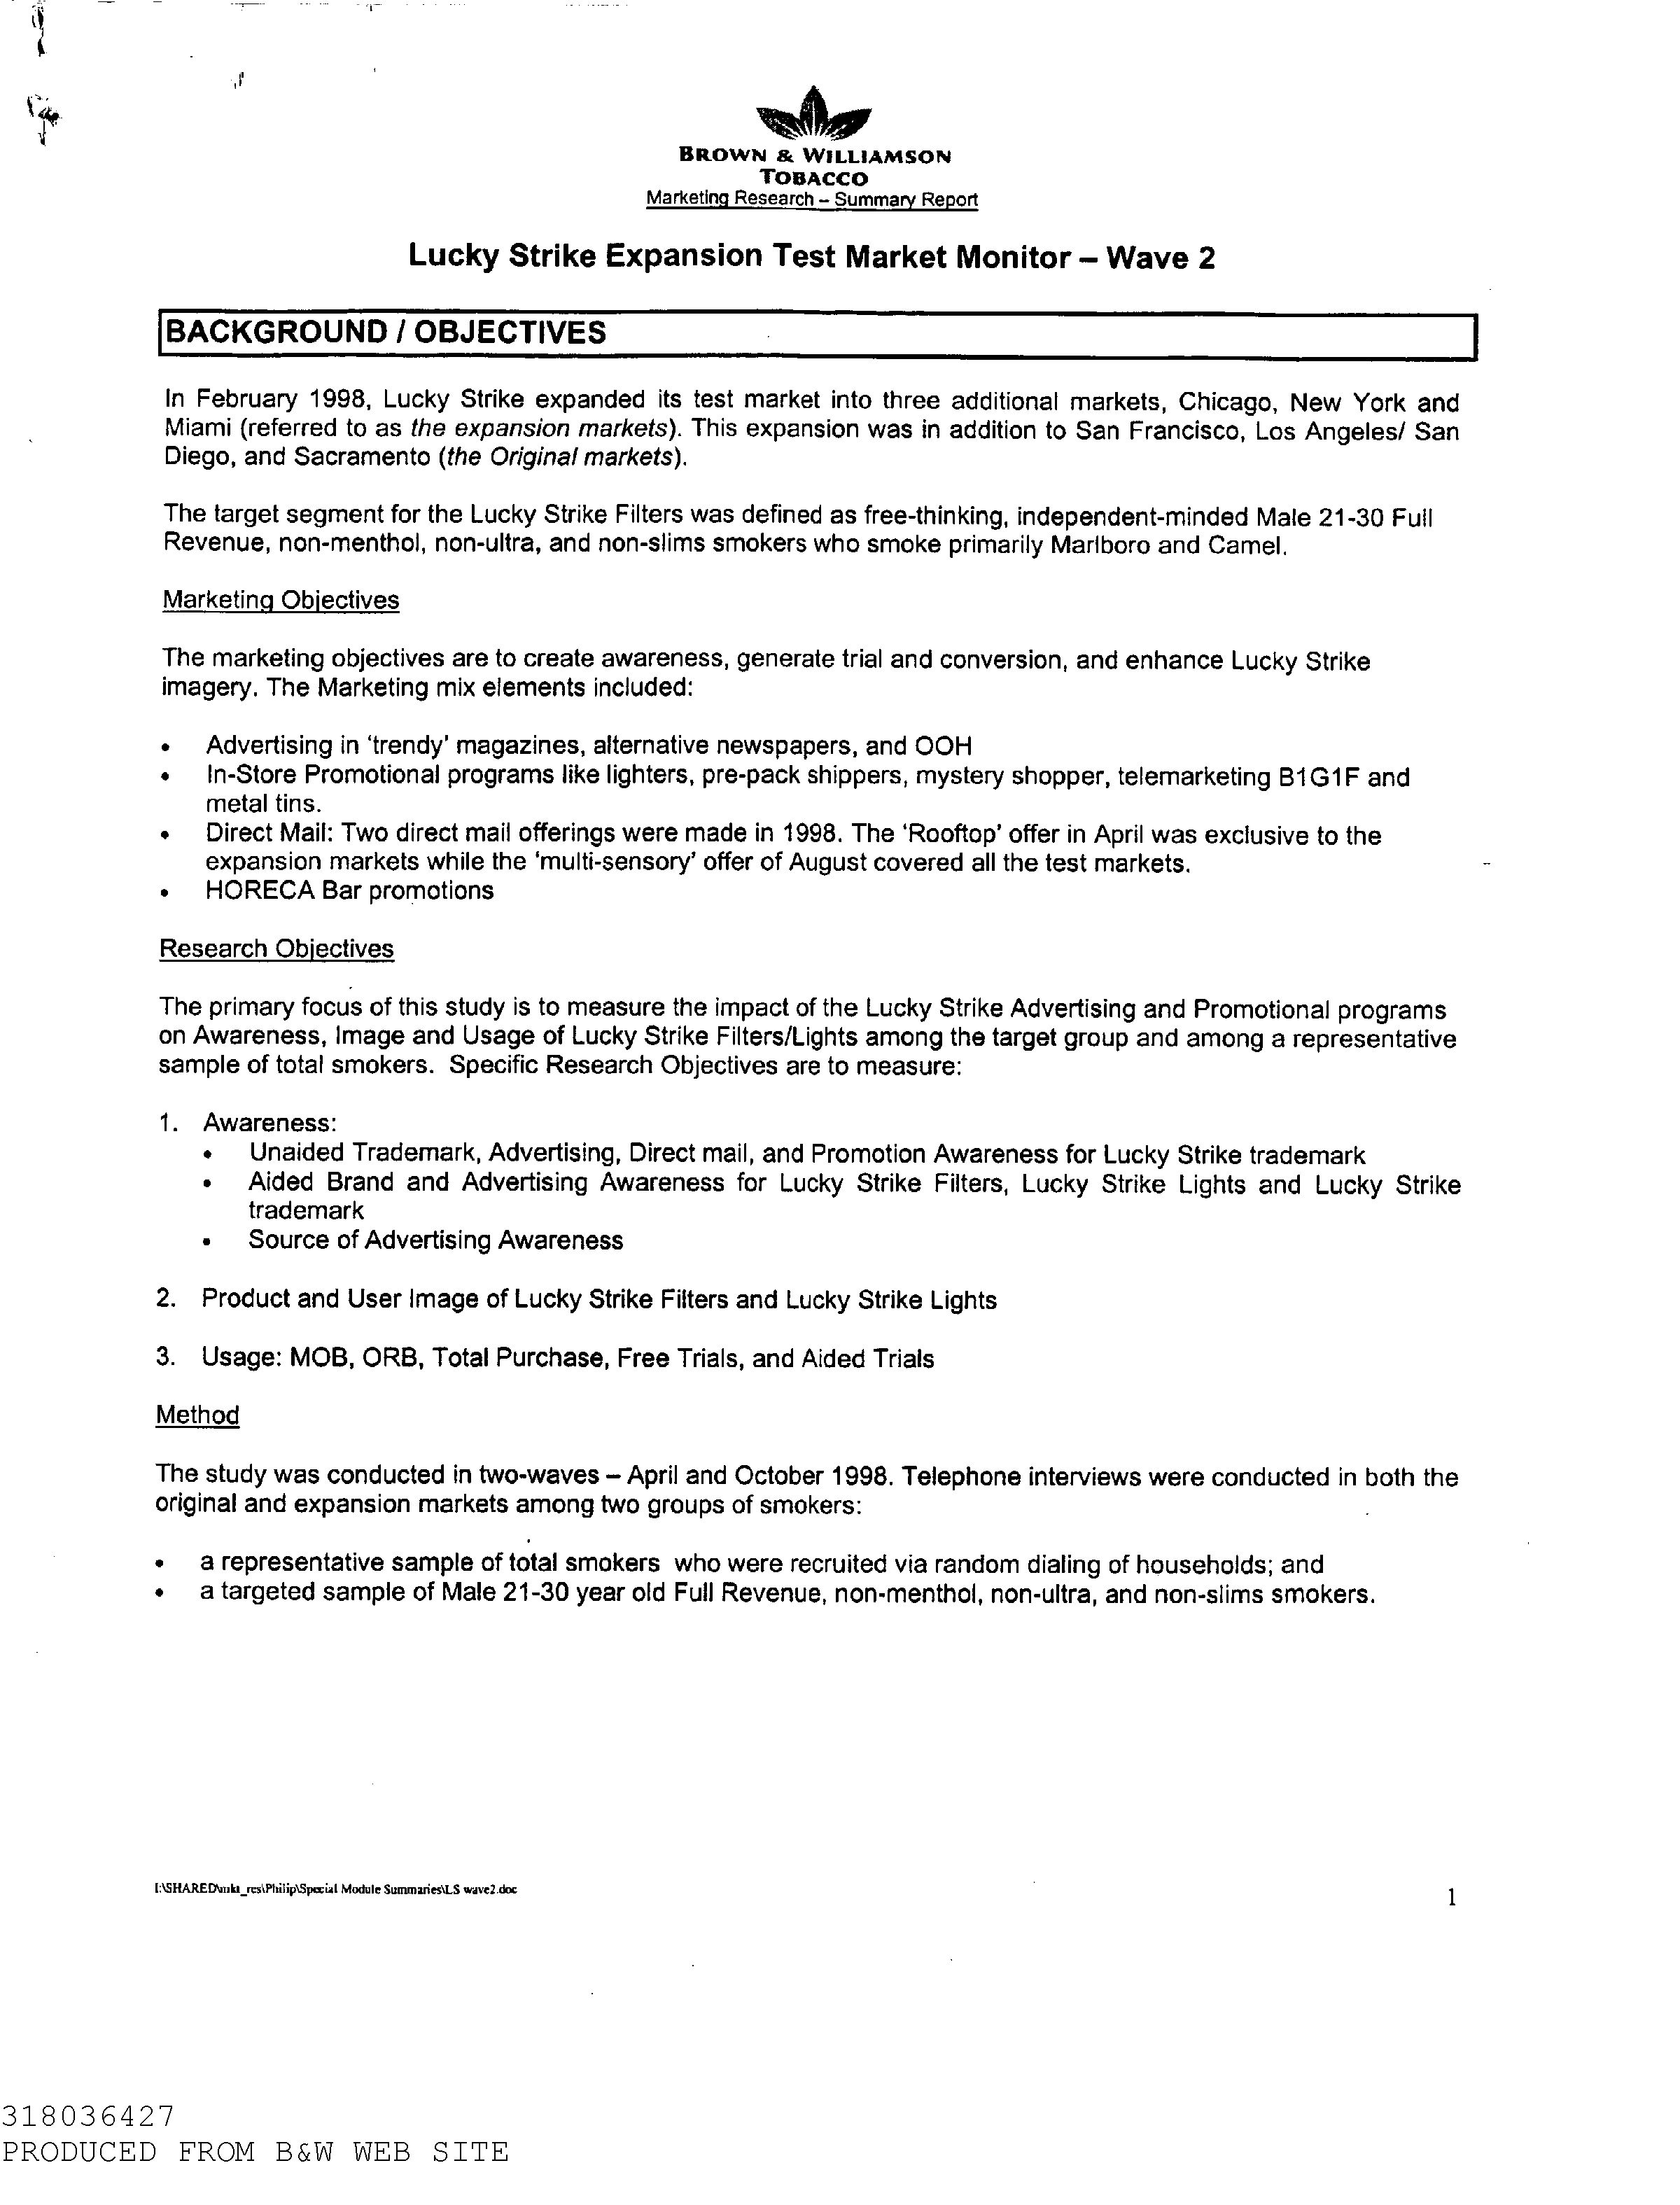 BROWN & WILLIAMSON
TOBACCO
Marketing Research – Summary Report
Lucky Strike Expansion Test Market Monitor – Wave 2
BACKGROUND / OBJECTIVES
In February 1998, Lucky Strike expanded its test market into three additional markets, Chicago, New York and
Miami (referred to as the expansion markets). This expansion was in addition to San Francisco, Los Angeles/ San
Diego, and Sacramento (the Original markets).
The target segment for the Lucky Strike Filters was defined as free-thinking, independent-minded Male 21-30 Full
Revenue, non-menthol, non-ultra, and non-slims smokers who smoke primarily Marlboro and Camel.
Marketing Objectives
The marketing objectives are to create awareness, generate trial and conversion, and enhance Lucky Strike
imagery. The Marketing mix elements included:
• Advertising in ‘trendy’ magazines, alternative newspapers, and OOH
• In-Store Promotional programs like lighters, pre-pack shippers, mystery shopper, telemarketing B1G1F and
metal tins.
• Direct Mail: Two direct mail offerings were made in 1998. The ‘Rooftop’ offer in April was exclusive to the
expansion markets while the ‘multi-sensory’ offer of August covered all the test markets.
• HORECA Bar promotions
Research Objectives
The primary focus of this study is to measure the impact of the Lucky Strike Advertising and Promotional programs
on Awareness, Image and Usage of Lucky Strike Filters/Lights among the target group and among a representative
sample of total smokers. Specific Research Objectives are to measure:
1. Awareness:
• Unaided Trademark, Advertising, Direct mail, and Promotion Awareness for Lucky Strike trademark
• Aided Brand and Advertising Awareness for Lucky Strike Filters, Lucky Strike Lights and Lucky Strike
trademark
• Source of Advertising Awareness
2. Product and User Image of Lucky Strike Filters and Lucky Strike Lights
3. Usage: MOB, ORB, Total Purchase, Free Trials, and Aided Trials
Method
The study was conducted in two-waves – April and October 1998. Telephone interviews were conducted in both the
original and expansion markets among two groups of smokers:
• a representative sample of total smokers who were recruited via random dialing of households; and
• a targeted sample of Male 21-30 year old Full Revenue, non-menthol, non-ultra, and non-slims smokers.
I:\SHARED\mkt_res\Philip\Special Module Summaries\LS wave2.doc
1
318036427
PRODUCED FROM B&W WEB SITE